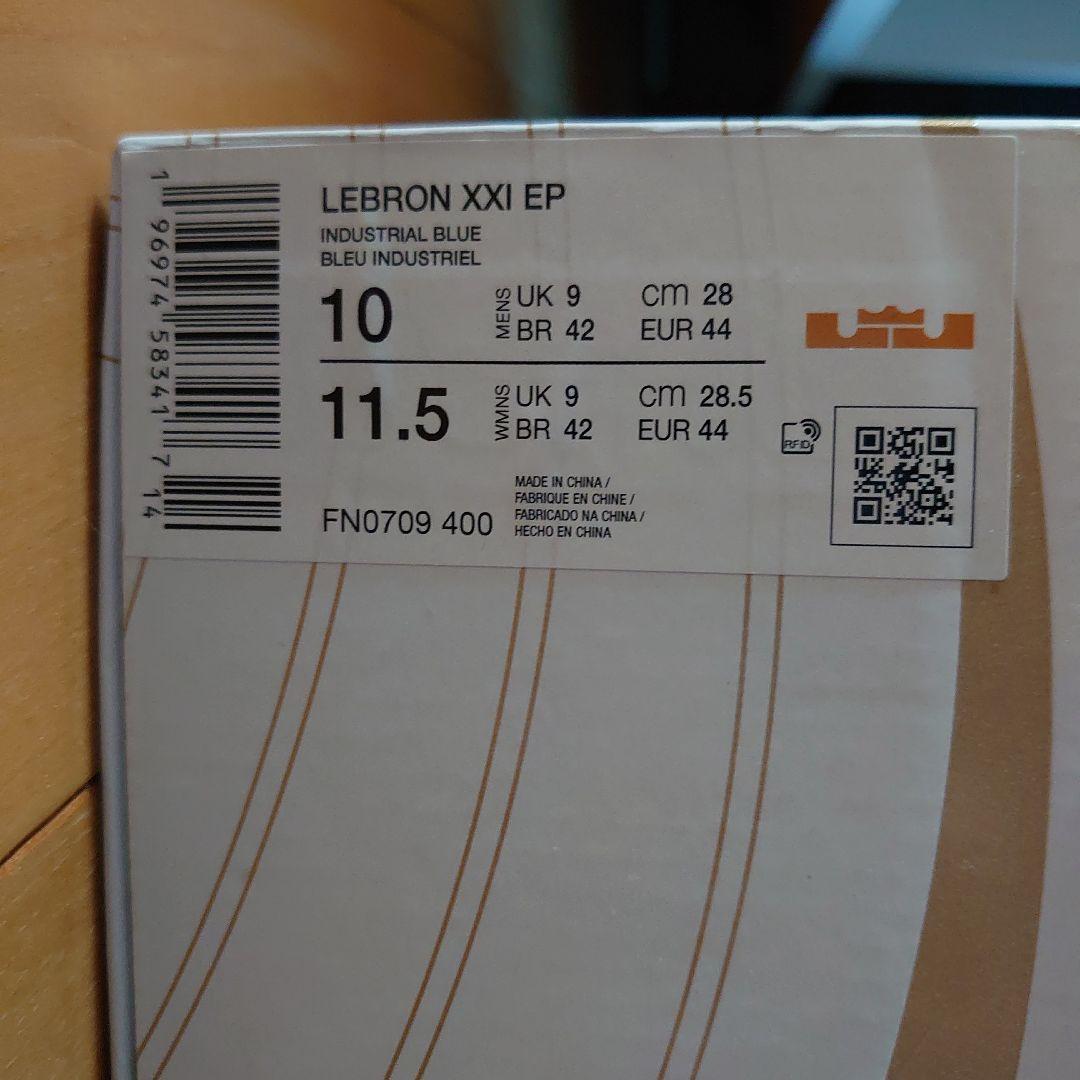 LEBRON XXI EP
INDUSTRIAL BLUE
BLEU INDUSTRIEL
10 MENS UK 9 cm 28
BR 42 EUR 44
11.5 WMNS UK 9 cm 28.5
BR 42 EUR 44
RFID
FN0709 400
MADE IN CHINA /
FABRIQUE EN CHINE /
FABRICADO NA CHINA /
HECHO EN CHINA
1 96974 58341 7 14